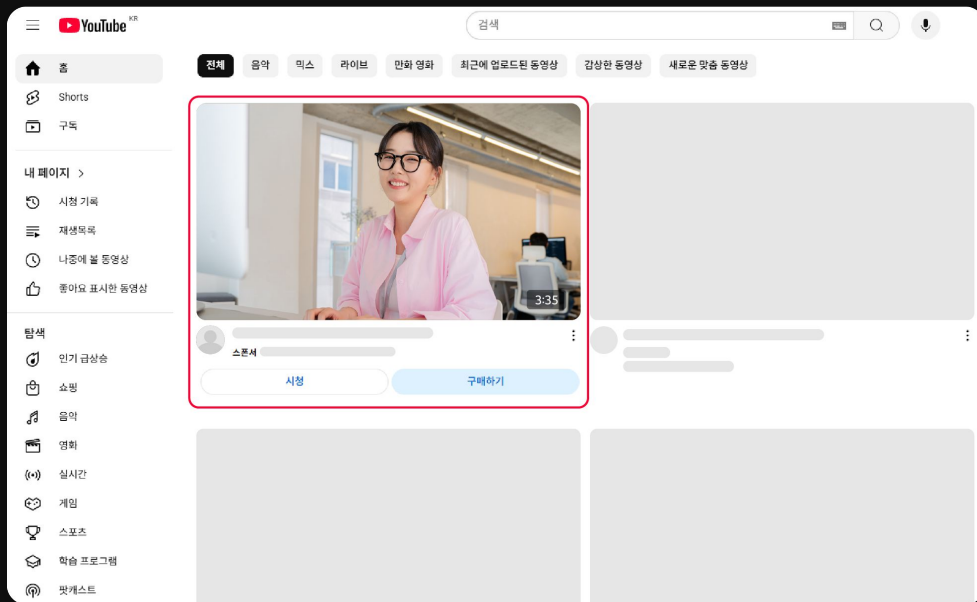 YouTube KR
검색
홈
Shorts
구독
내 페이지
시청 기록
재생목록
나중에 볼 동영상
좋아요 표시한 동영상
탐색
인기 급상승
쇼핑
음악
영화
실시간
게임
스포츠
학습 프로그램
팟캐스트
전체 음악 믹스 라이브 만화 영화 최근에 업로드된 동영상 감상한 동영상 새로운 맞춤 동영상
3:35
스폰서
시청 구매하기